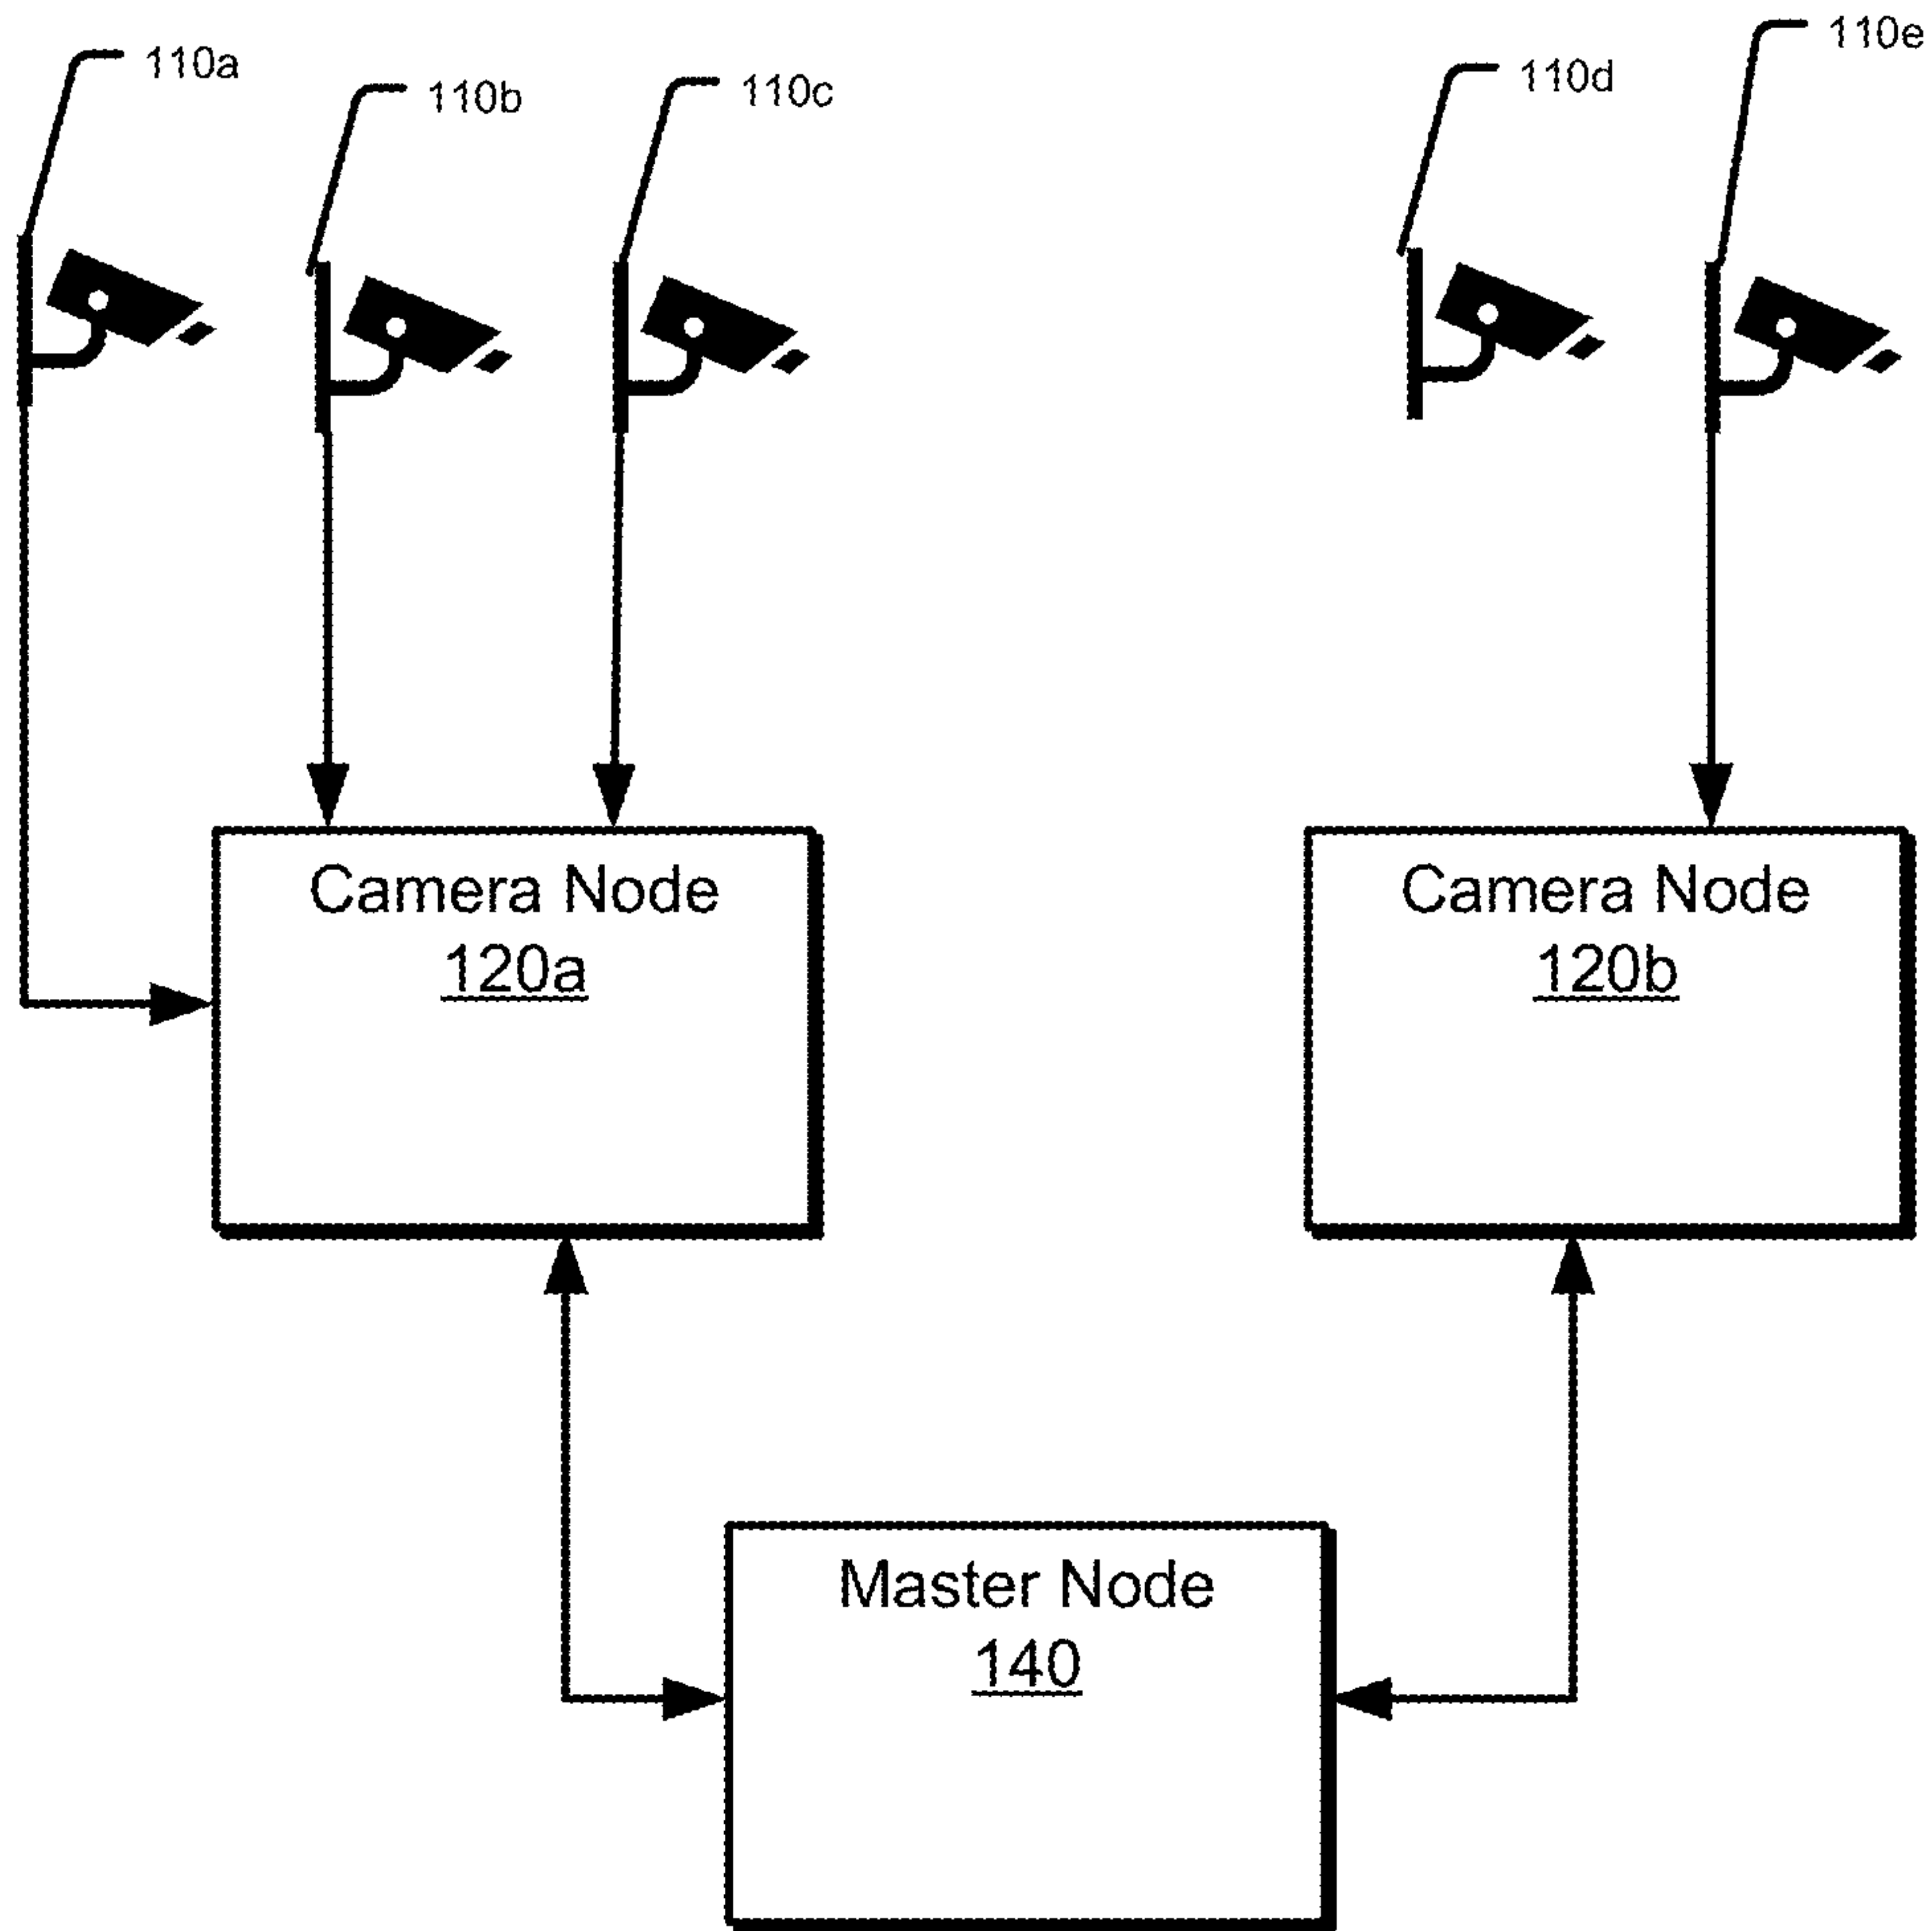 110a
110b
110c
110d
110e
Camera Node
120a
Camera Node
120b
Master Node
140